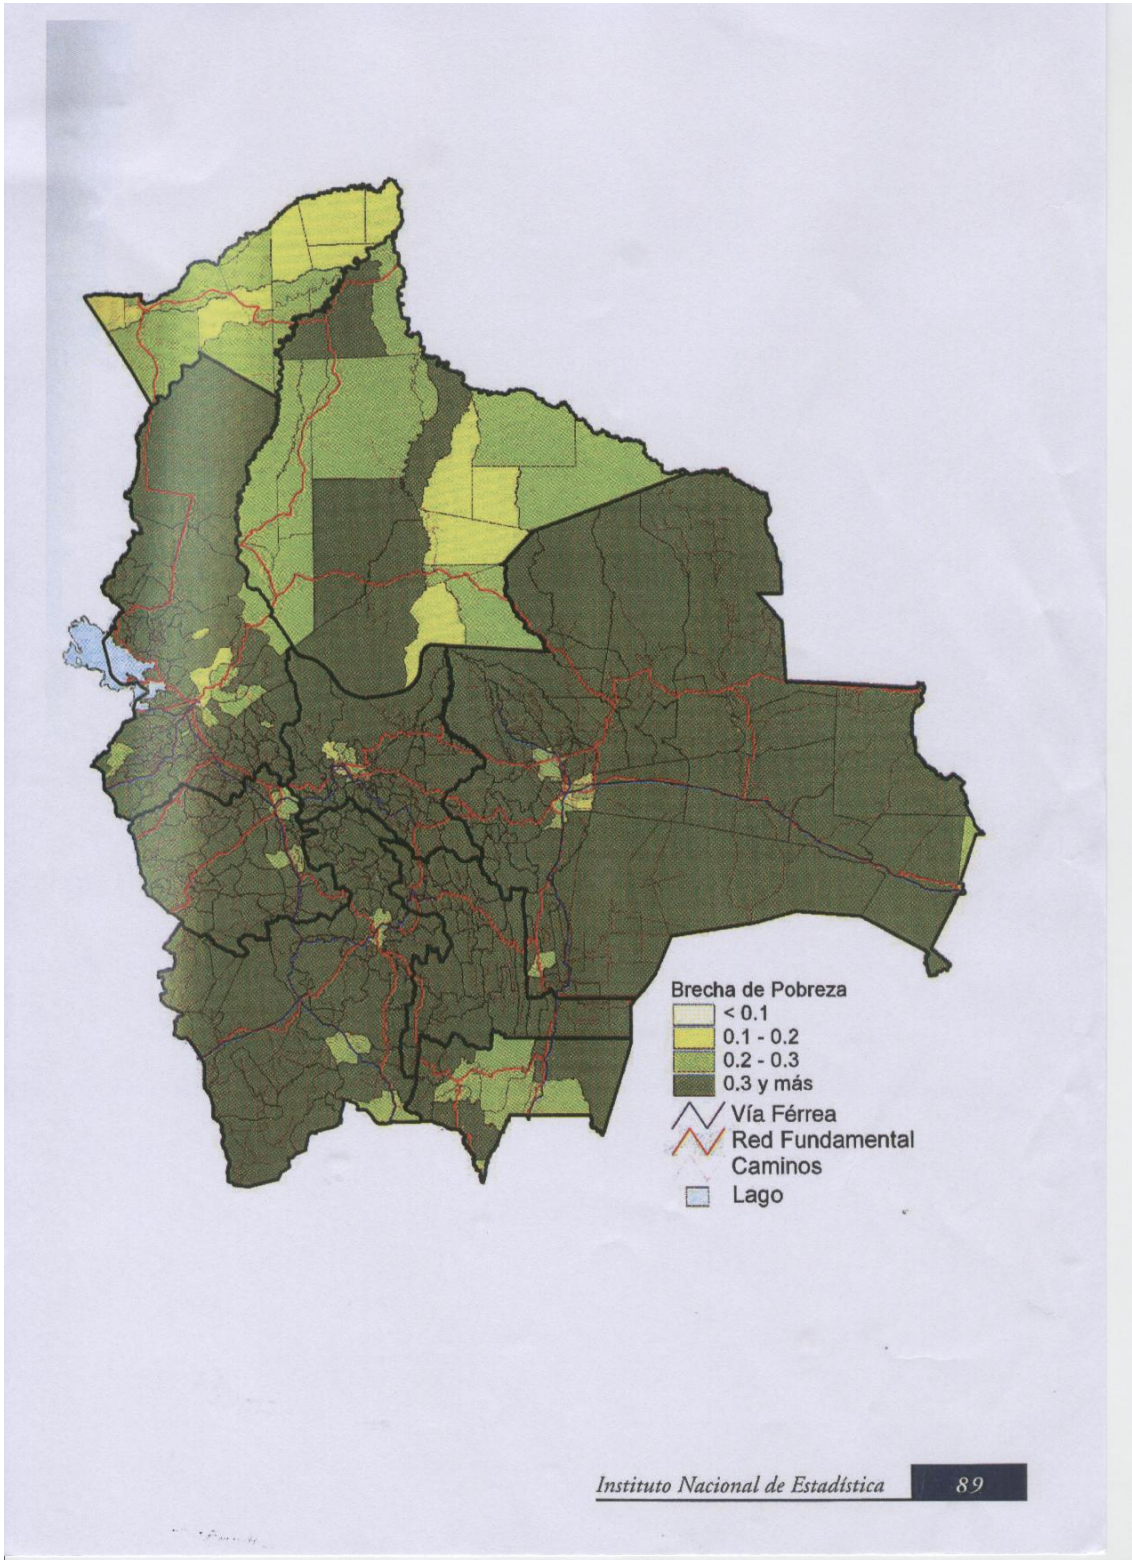 Brecha de Pobreza
< 0.1
0.1 - 0.2
0.2 - 0.3
0.3 y más
Vía Férrea
Red Fundamental
Caminos
Lago
Instituto Nacional de Estadística 89